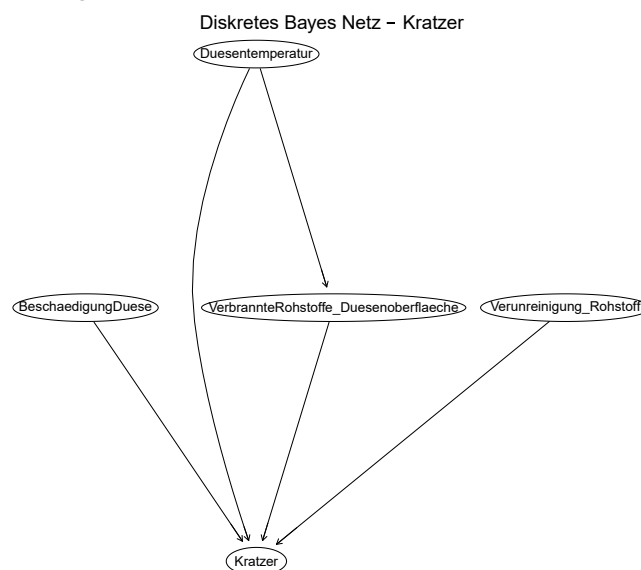 Diskretes Bayes Netz − Kratzer
Duesentemperatur
BeschaedigungDuese
VerbrannteRohstoffe_Duesenoberflaeche
Verunreinigung_Rohstoff
Kratzer